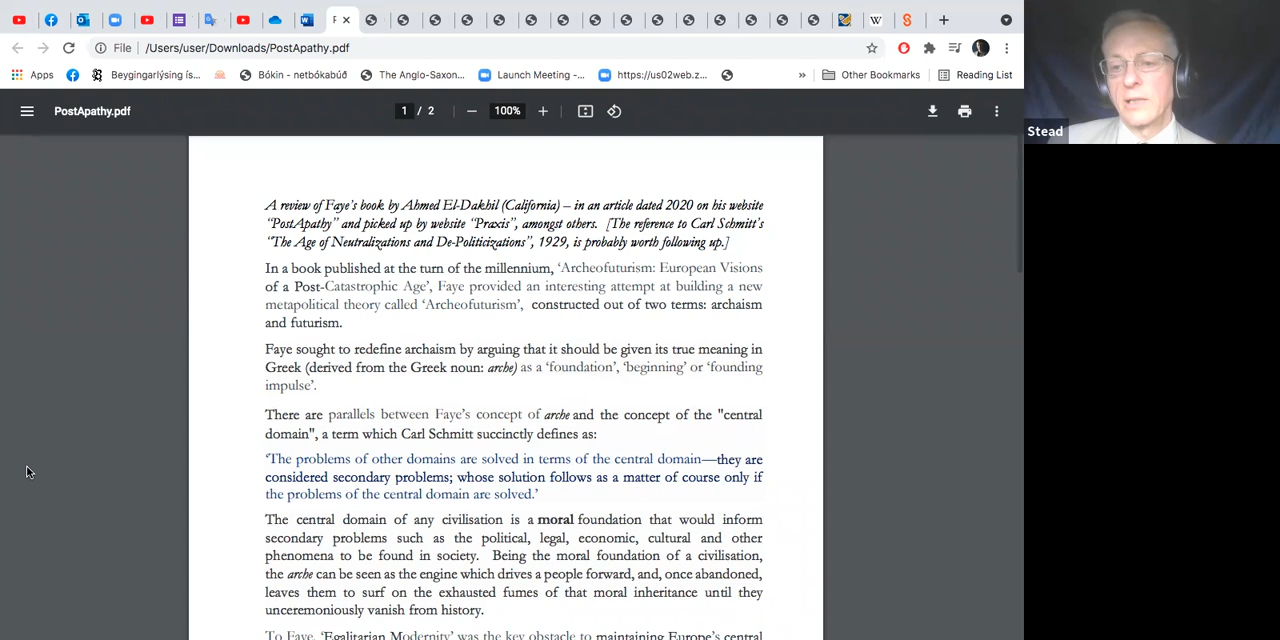 File /Users/user/Downloads/PostApathy.pdf
Apps Beygingarlýsing ís... Bókin - netbókabúð The Anglo-Saxon... Launch Meeting -... https://us02web.z... » Other Bookmarks Reading List
PostApathy.pdf 1 / 2 100%
Stead
A review of Faye's book by Ahmed El-Dakhil (California) – in an article dated 2020 on his website
"PostApathy" and picked up by website "Praxis", amongst others. [The reference to Carl Schmitt's
"The Age of Neutralizations and De-Politicizations", 1929, is probably worth following up.]
In a book published at the turn of the millennium, 'Archeofuturism: European Visions
of a Post-Catastrophic Age', Faye provided an interesting attempt at building a new
metapolitical theory called 'Archeofuturism', constructed out of two terms: archaism
and futurism.
Faye sought to redefine archaism by arguing that it should be given its true meaning in
Greek (derived from the Greek noun: arche) as a 'foundation', 'beginning' or 'founding
impulse'.
There are parallels between Faye's concept of arche and the concept of the "central
domain", a term which Carl Schmitt succinctly defines as:
'The problems of other domains are solved in terms of the central domain—they are
considered secondary problems; whose solution follows as a matter of course only if
the problems of the central domain are solved.'
The central domain of any civilisation is a moral foundation that would inform
secondary problems such as the political, legal, economic, cultural and other
phenomena to be found in society. Being the moral foundation of a civilisation,
the arche can be seen as the engine which drives a people forward, and, once abandoned,
leaves them to surf on the exhausted fumes of that moral inheritance until they
unceremoniously vanish from history.
To Faye, 'Egalitarian Modernity' was the key obstacle to maintaining Europe's central